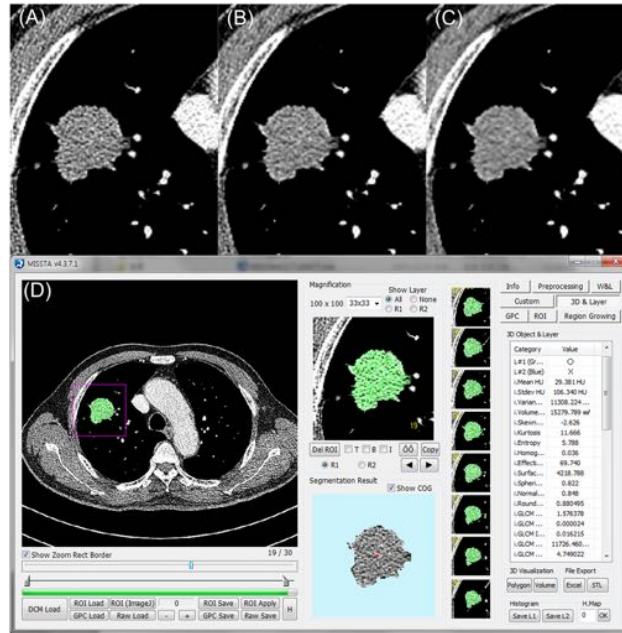 (A)
(B)
(C)
MISSTA v4.3.7.1
(D)
Magnification
100 x 100 33x33
Show Layer
All None
R1 R2
19
Del ROI T B I ÔÔ Copy
R1 R2
Segmentation Result
Show COG
Show Zoom Rect Border
19 / 30
DCM Load
ROI Load ROI (ImageJ) 0 ROI Save ROI Apply
GPC Load Raw Load - + GPC Save Raw Save
H
Info Preprocessing W&L
Custom 3D & Layer
GPC ROI Region Growing
3D Object & Layer
Category Value
L#1 (Gr... O
L#2 (Blue) X
i.Mean HU 29.381 HU
i.Stdev HU 106.340 HU
i.Varian... 11308.224 ...
i.Volume... 15279.789 ㎣
i.Skewn... -2.626
i.Kurtosis 11.666
i.Entropy 5.788
i.Homog... 0.036
i.Effecti... 69.740
i.Surfac... 4218.788
i.Spheri... 0.822
i.Normal... 0.848
i.Round... 0.880495
i.GLCM ... 1.576378
i.GLCM ... 0.000024
i.GLCM I... 0.016215
i.GLCM ... 11726.460...
i.GLCM ... 4.749022
3D Visualization File Export
Polygon Volume Excel STL
Histogram H.Map
Save L1 Save L2 0 OK